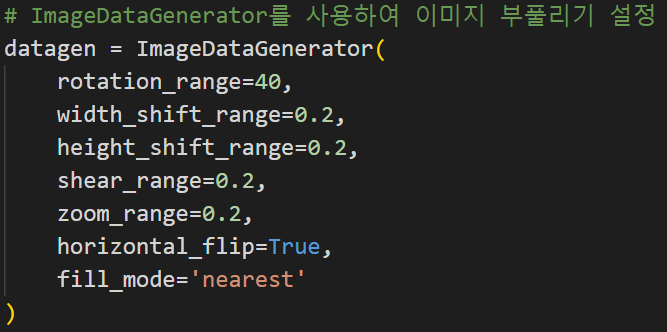 # ImageDataGenerator를 사용하여 이미지 부풀리기 설정
datagen = ImageDataGenerator(
    rotation_range=40,
    width_shift_range=0.2,
    height_shift_range=0.2,
    shear_range=0.2,
    zoom_range=0.2,
    horizontal_flip=True,
    fill_mode='nearest'
)